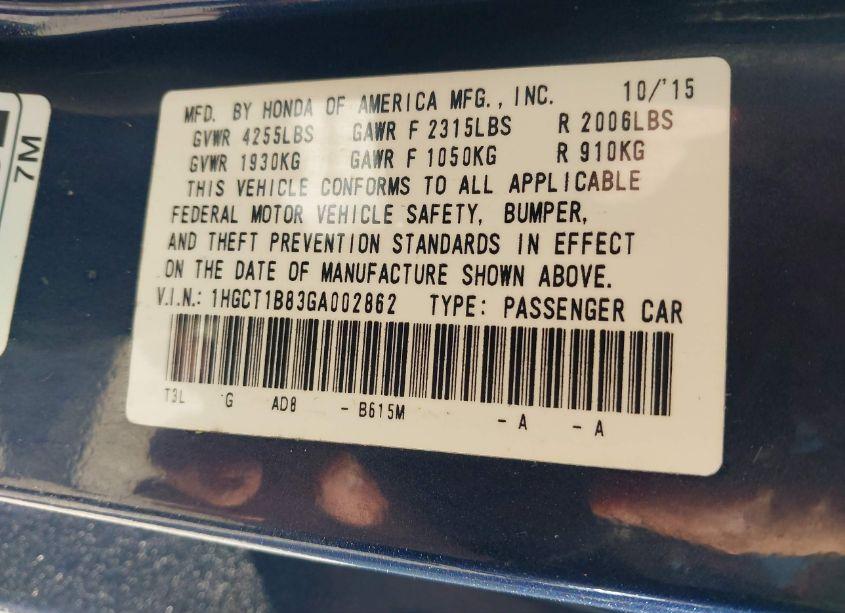 MFD. BY HONDA OF AMERICA MFG., INC. 10/'15
GVWR 4255LBS GAWR F 2315LBS R 2006LBS
GVWR 1930KG GAWR F 1050KG R 910KG
THIS VEHICLE CONFORMS TO ALL APPLICABLE
FEDERAL MOTOR VEHICLE SAFETY, BUMPER,
AND THEFT PREVENTION STANDARDS IN EFFECT
ON THE DATE OF MANUFACTURE SHOWN ABOVE.
V.I.N.: 1HGCT1B83GA002862 TYPE: PASSENGER CAR
T3L G AD8 - B615M - A - A
7M